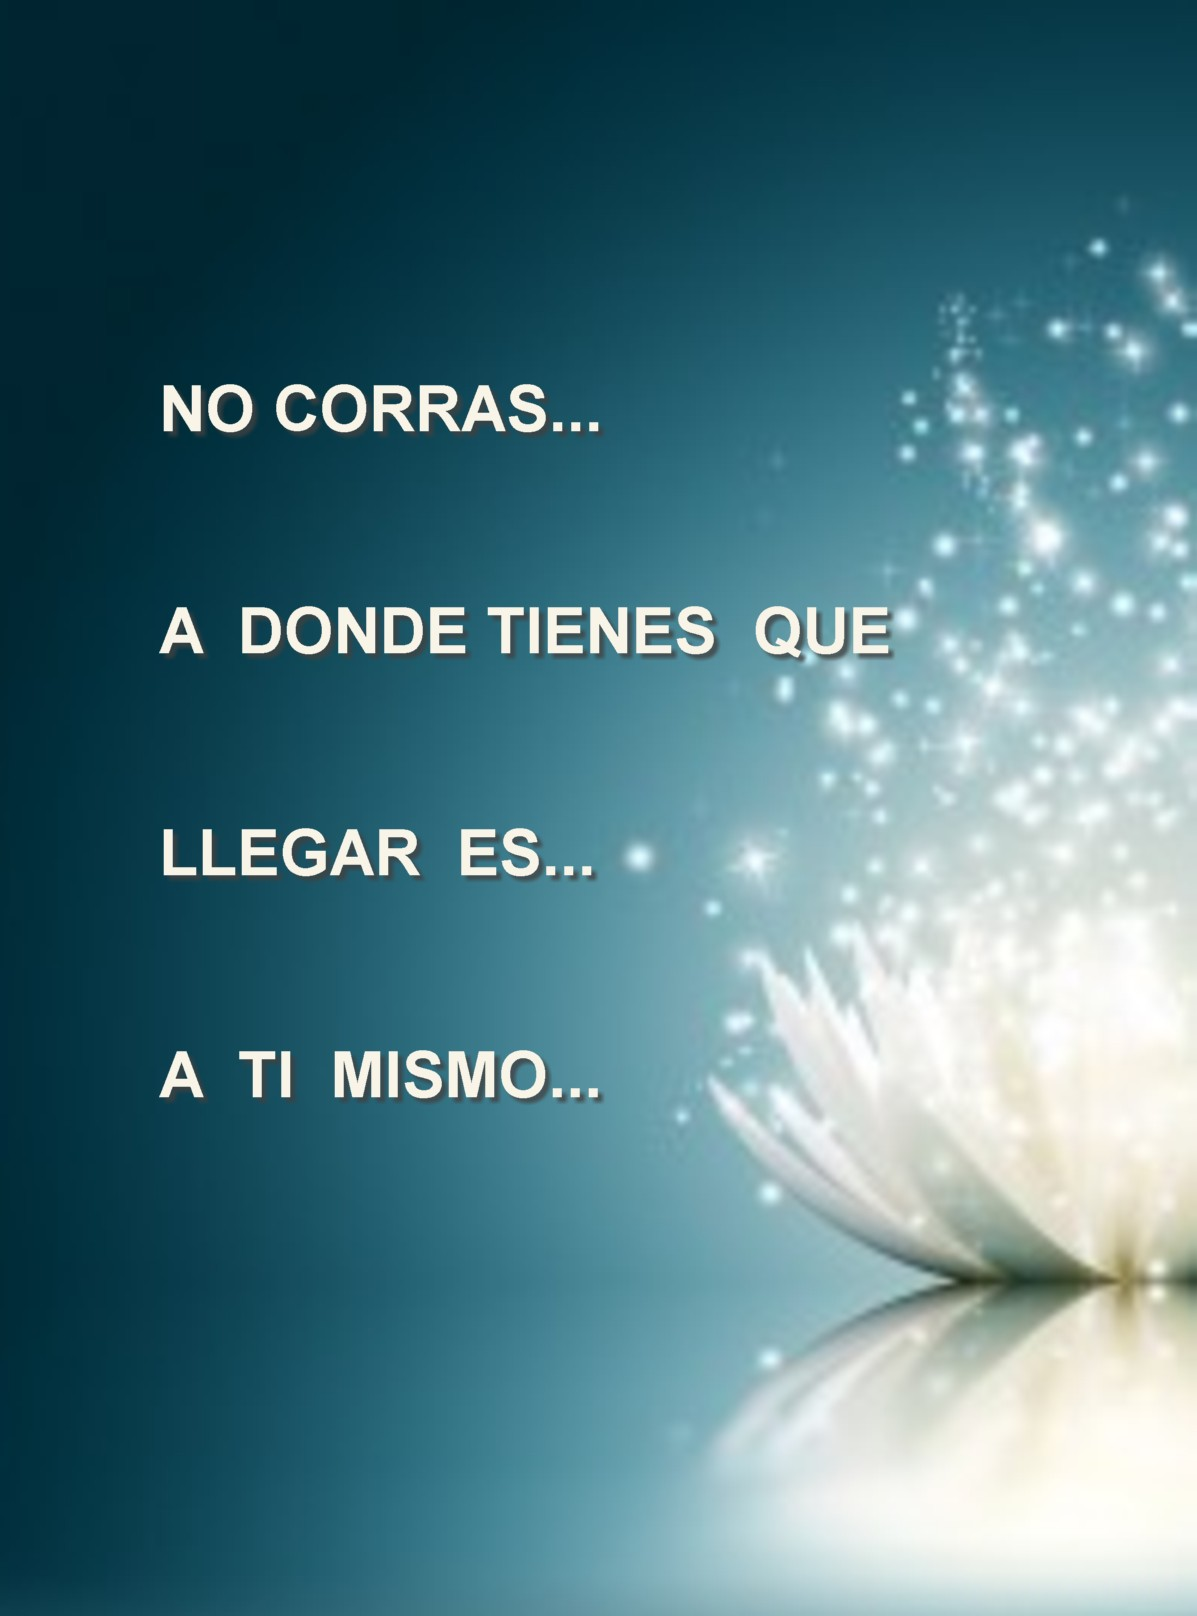 NO CORRAS...
A DONDE TIENES QUE
LLEGAR ES...
A TI MISMO...